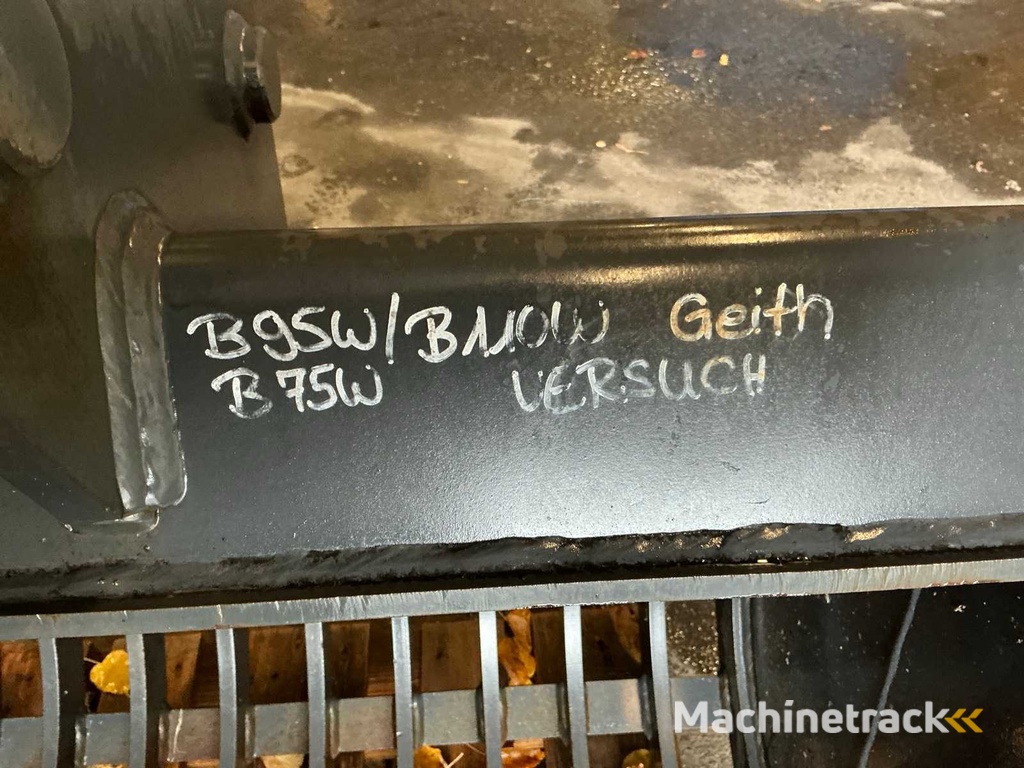 B95W/B110W Geith
B75W VERSUCH
Machinetrack